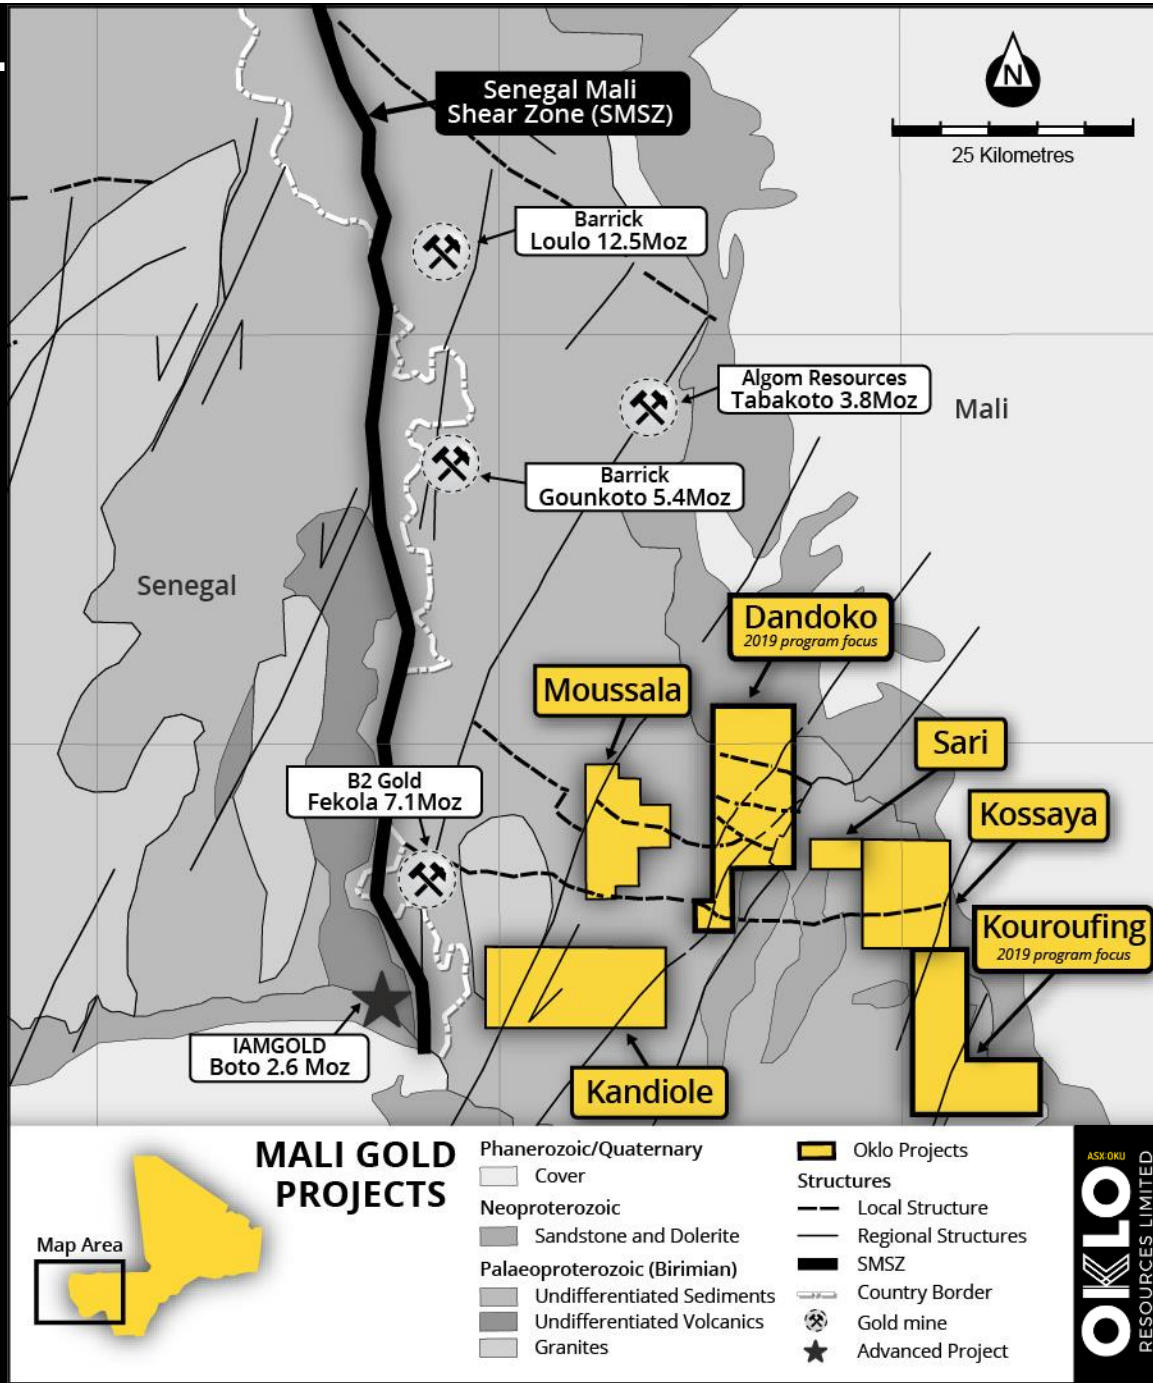 N
25 Kilometres
Senegal Mali
Shear Zone (SMSZ)
Barrick
Loulo 12.5Moz
Algom Resources
Tabakoto 3.8Moz
Mali
Barrick
Gounkoto 5.4Moz
Senegal
Dandoko
2019 program focus
Moussala
Sari
B2 Gold
Fekola 7.1Moz
Kossaya
Kouroufing
2019 program focus
IAMGOLD
Boto 2.6 Moz
Kandiole
MALI GOLD
PROJECTS
Map Area
Phanerozoic/Quaternary
Cover
Neoproterozoic
Sandstone and Dolerite
Palaeoproterozoic (Birimian)
Undifferentiated Sediments
Undifferentiated Volcanics
Granites
Oklo Projects
Structures
Local Structure
Regional Structures
SMSZ
Country Border
Gold mine
Advanced Project
ASX:OKU
OKLO
RESOURCES LIMITED